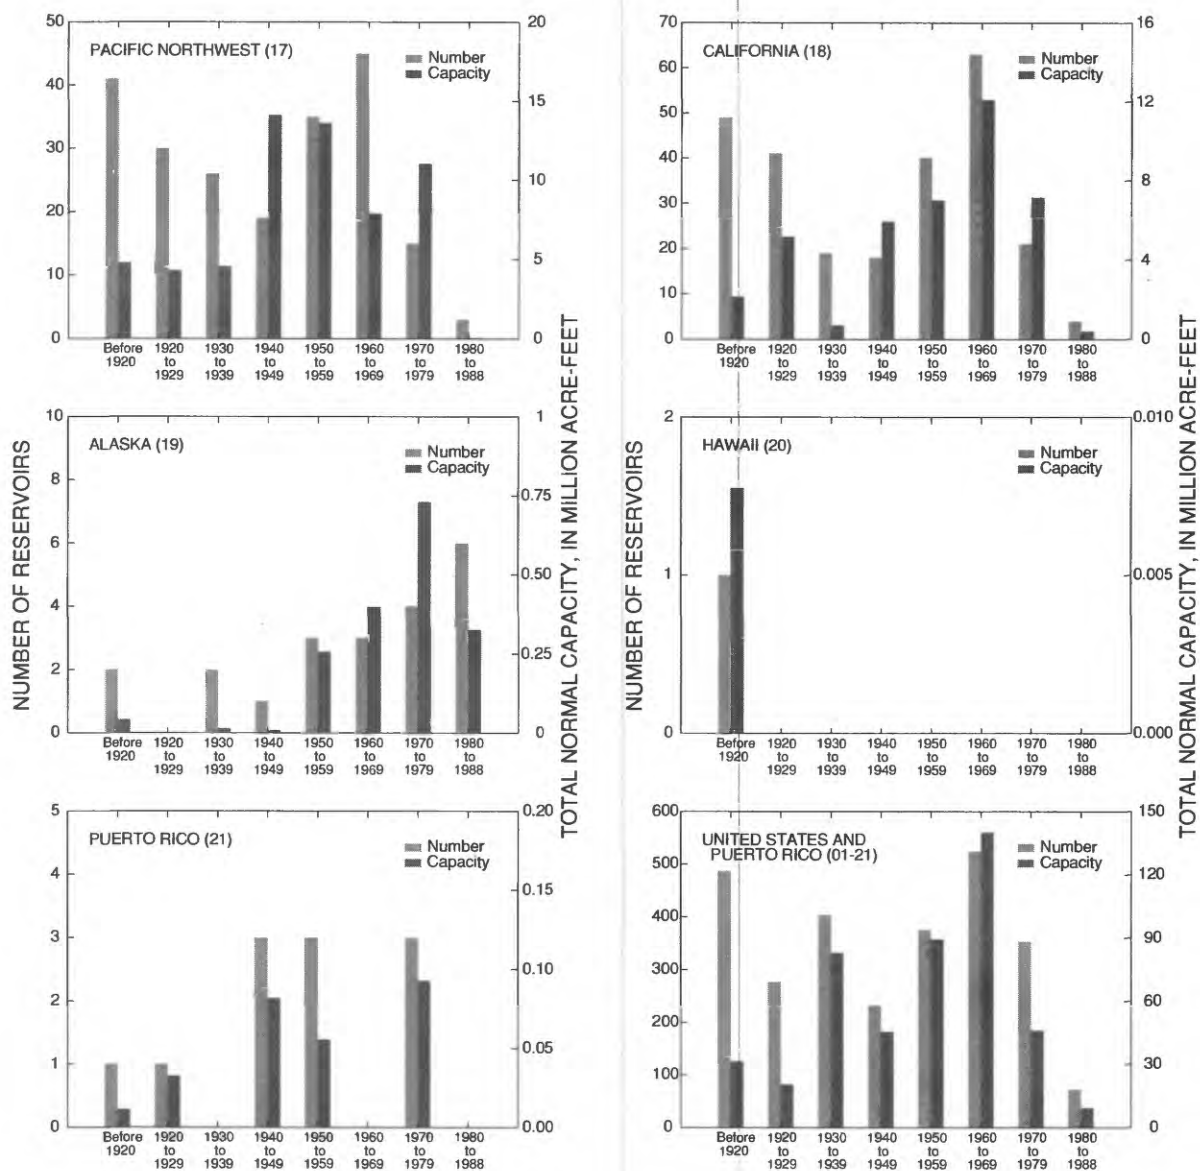 PACIFIC NORTHWEST (17)
Number
Capacity
50
40
30
20
10
0
20
15
10
5
0
Before
1920
1920
to
1929
1930
to
1939
1940
to
1949
1950
to
1959
1960
to
1969
1970
to
1979
1980
to
1988
CALIFORNIA (18)
Number
Capacity
70
60
50
40
30
20
10
0
16
12
8
4
0
Before
1920
1920
to
1929
1930
to
1939
1940
to
1949
1950
to
1959
1960
to
1969
1970
to
1979
1980
to
1988
NUMBER OF RESERVOIRS
ALASKA (19)
Number
Capacity
10
8
6
4
2
0
1
0.75
0.50
0.25
0
Before
1920
1920
to
1929
1930
to
1939
1940
to
1949
1950
to
1959
1960
to
1969
1970
to
1979
1980
to
1988
TOTAL NORMAL CAPACITY, IN MILLION ACRE-FEET
NUMBER OF RESERVOIRS
HAWAII (20)
Number
Capacity
2
1
0
0.010
0.005
0.000
Before
1920
1920
to
1929
1930
to
1939
1940
to
1949
1950
to
1959
1960
to
1969
1970
to
1979
1980
to
1988
TOTAL NORMAL CAPACITY, IN MILLION ACRE-FEET
PUERTO RICO (21)
Number
Capacity
5
4
3
2
1
0
0.20
0.15
0.10
0.05
0.00
Before
1920
1920
to
1929
1930
to
1939
1940
to
1949
1950
to
1959
1960
to
1969
1970
to
1979
1980
to
1988
UNITED STATES AND
PUERTO RICO (01-21)
Number
Capacity
600
500
400
300
200
100
0
150
120
90
60
30
0
Before
1920
1920
to
1929
1930
to
1939
1940
to
1949
1950
to
1959
1960
to
1969
1970
to
1979
1980
to
1988